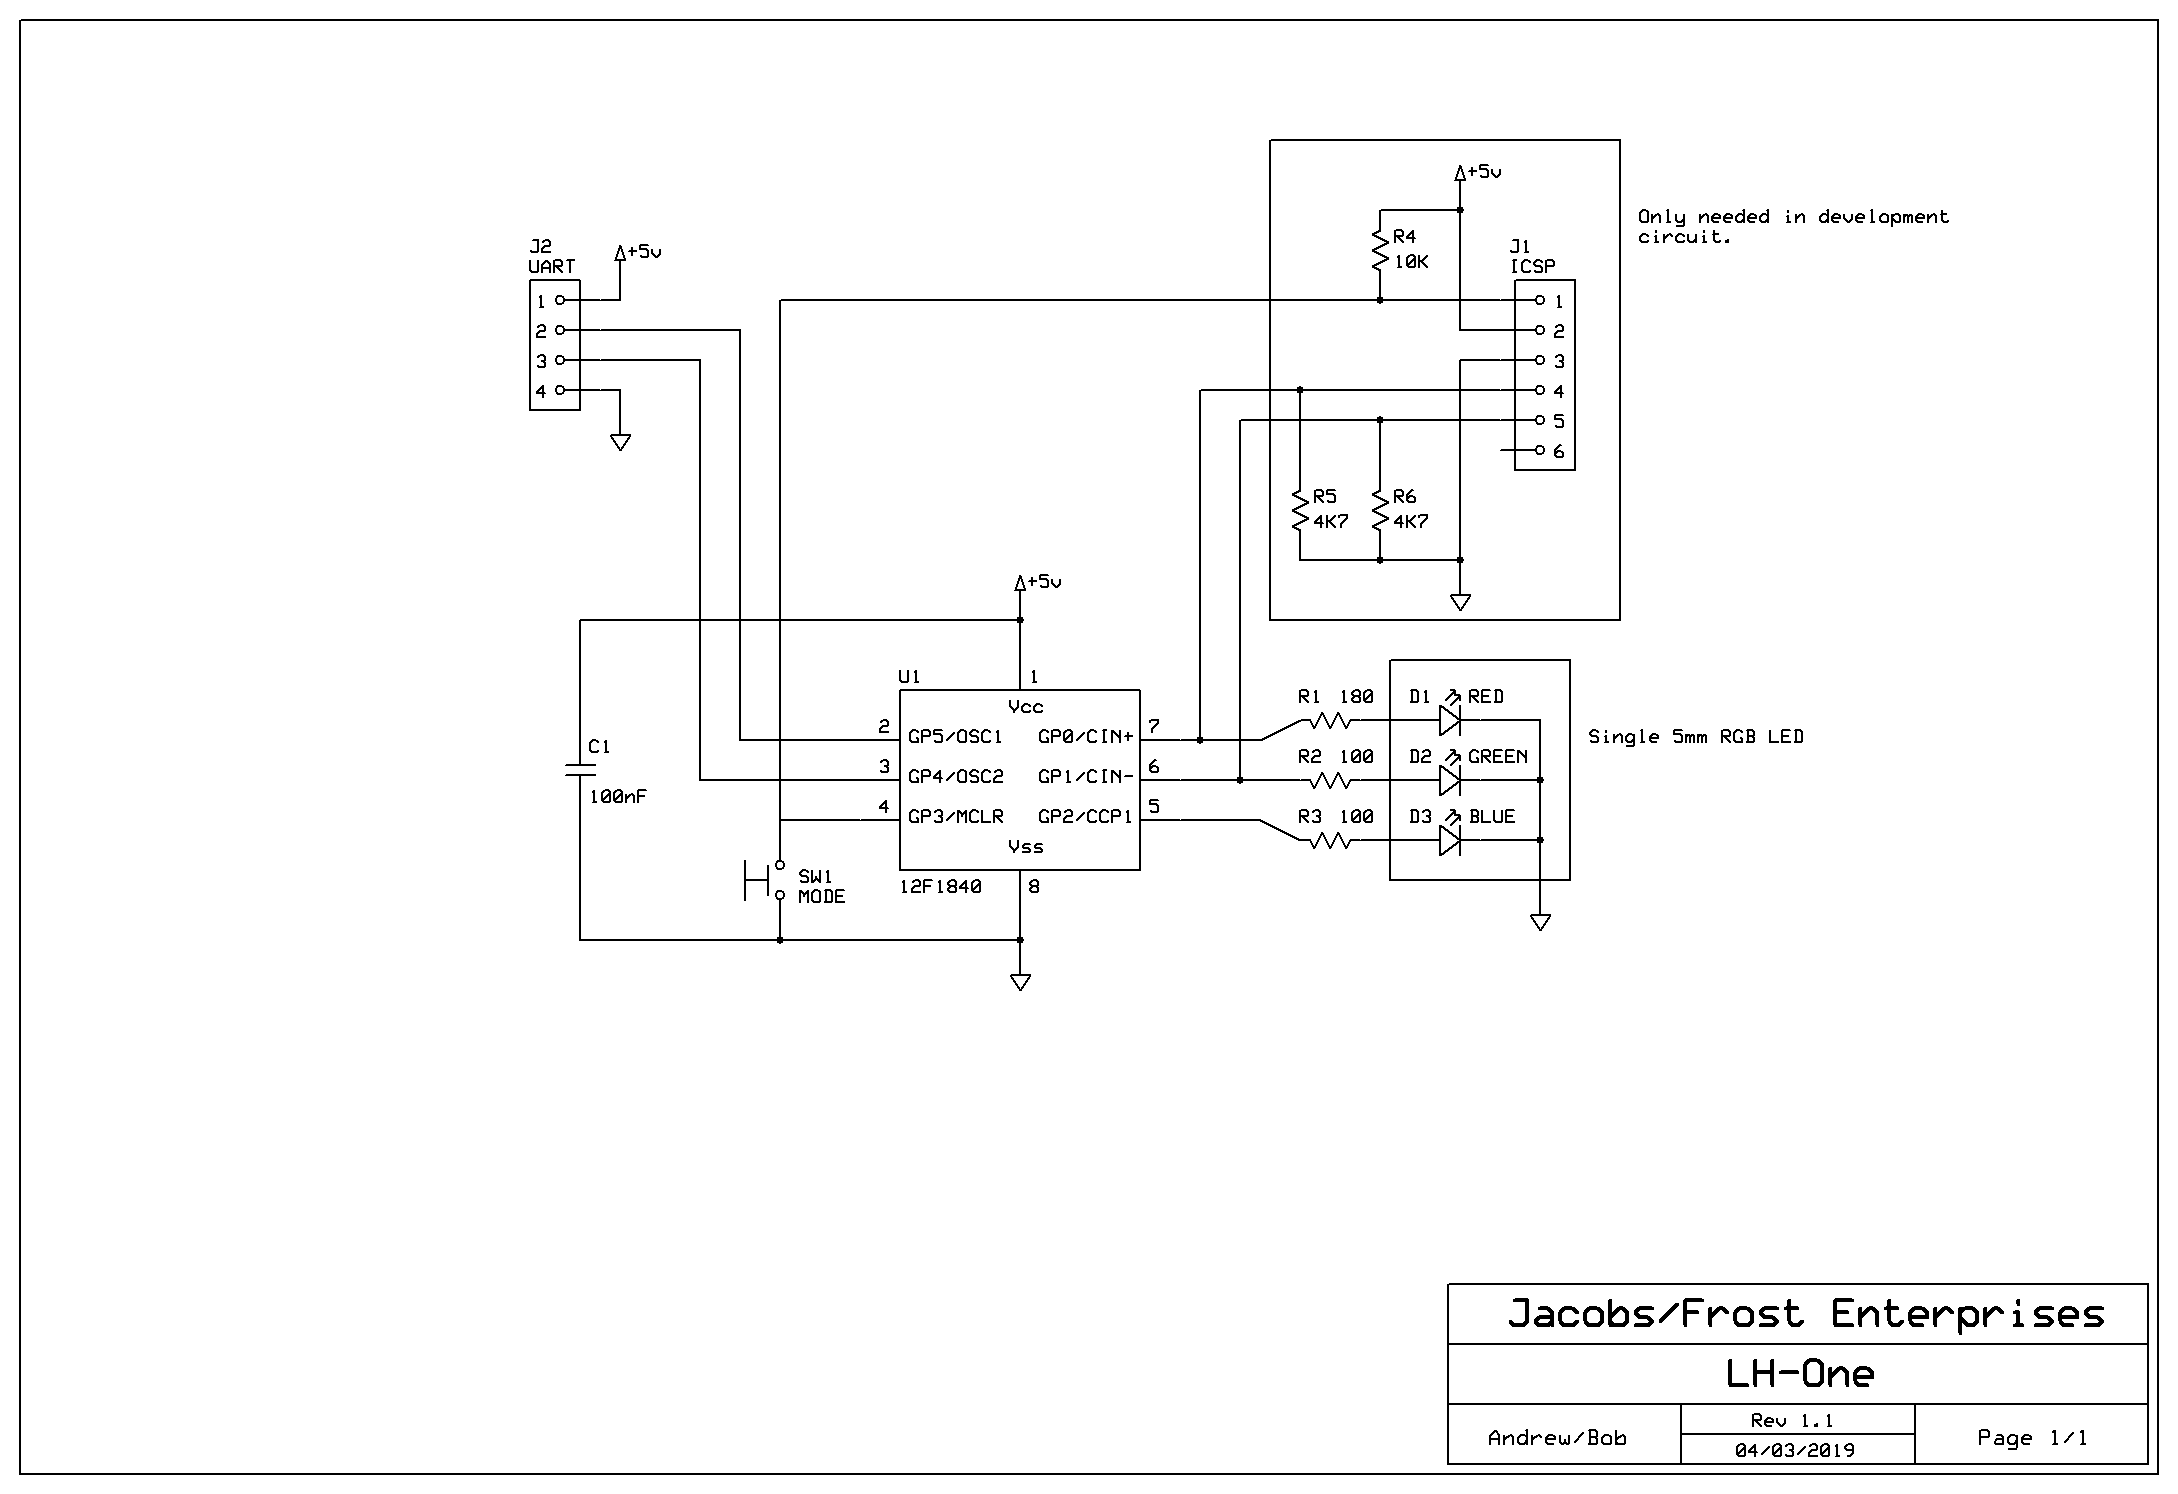 +5v
Only needed in development
circuit.
R4
10K
J1
ICSP
1
2
3
4
5
6
R5
4K7
R6
4K7
J2
UART
+5v
1
2
3
4
+5v
U1
1
Vcc
2
GP5/OSC1
GP0/CIN+
7
3
GP4/OSC2
GP1/CIN-
6
4
GP3/MCLR
GP2/CCP1
5
Vss
12F1840
8
C1
100nF
SW1
MODE
R1 180
D1
RED
R2 100
D2
GREEN
R3 100
D3
BLUE
Single 5mm RGB LED
Jacobs/Frost Enterprises
LH-One
Andrew/Bob
Rev 1.1
04/03/2019
Page 1/1